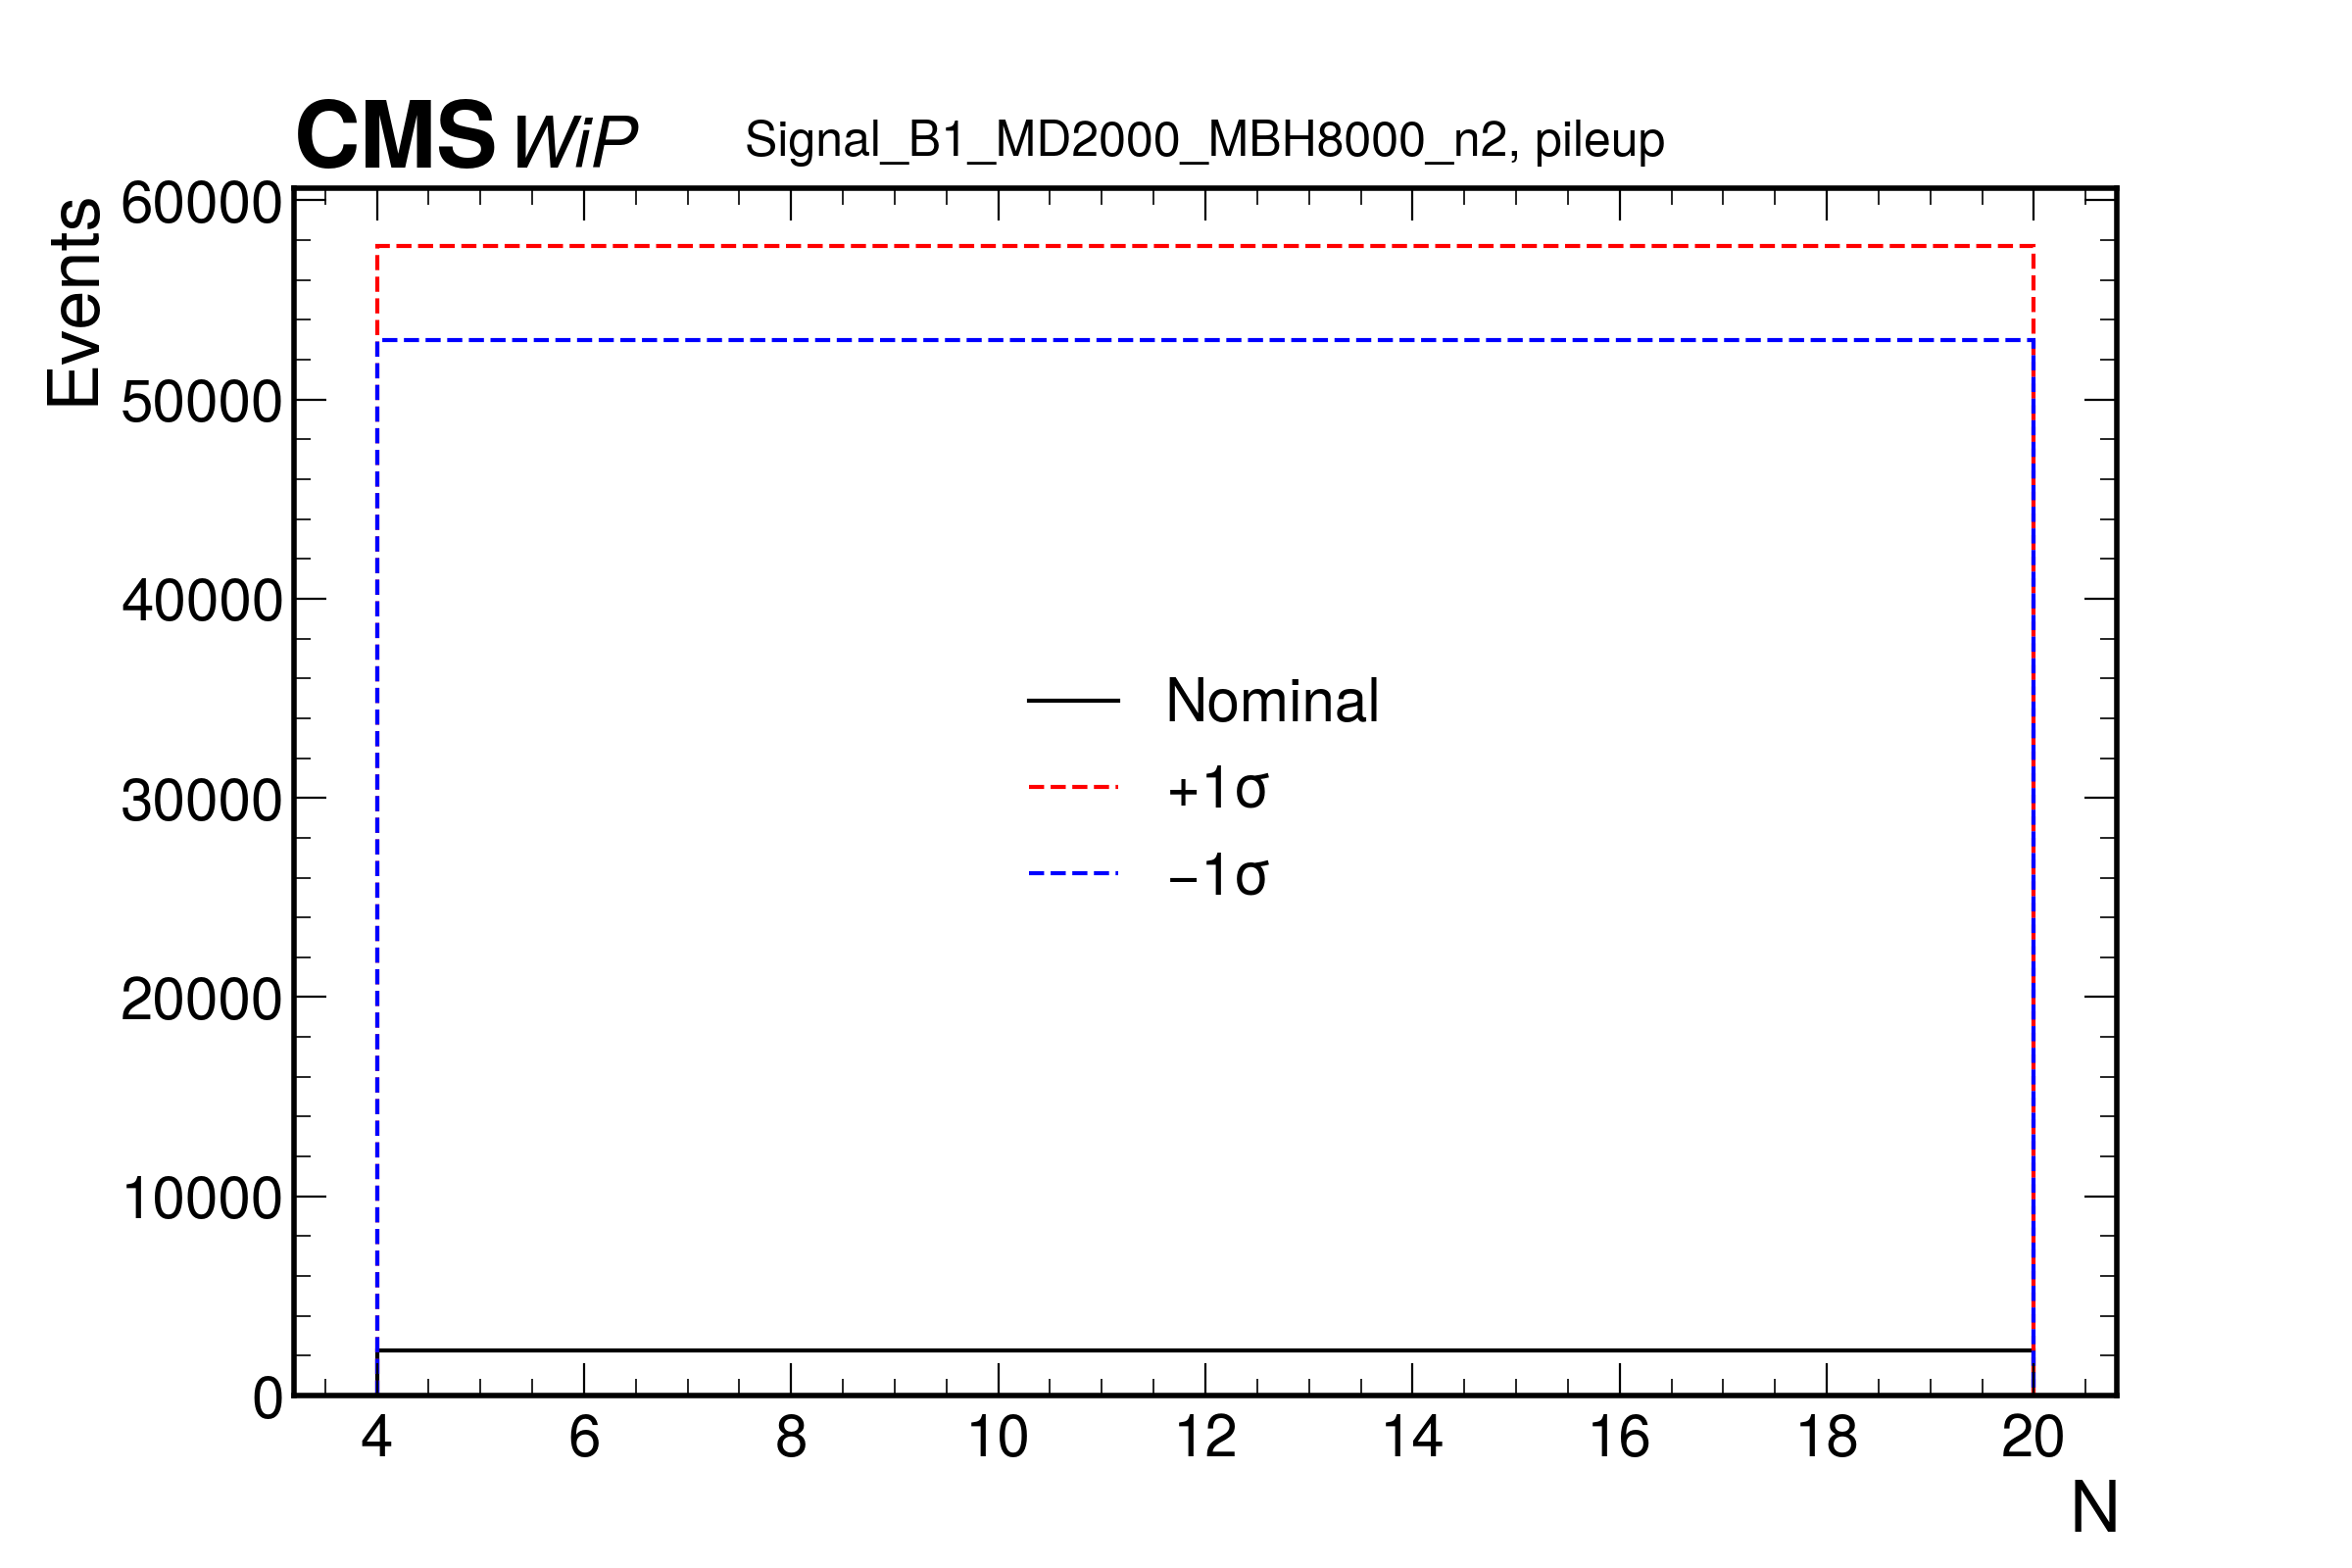 CMS WiP Signal_B1_MD2000_MBH8000_n2, pileup
Events
60000
50000
40000
30000
20000
10000
0
Nominal
+1σ
−1σ
4 6 8 10 12 14 16 18 20
N